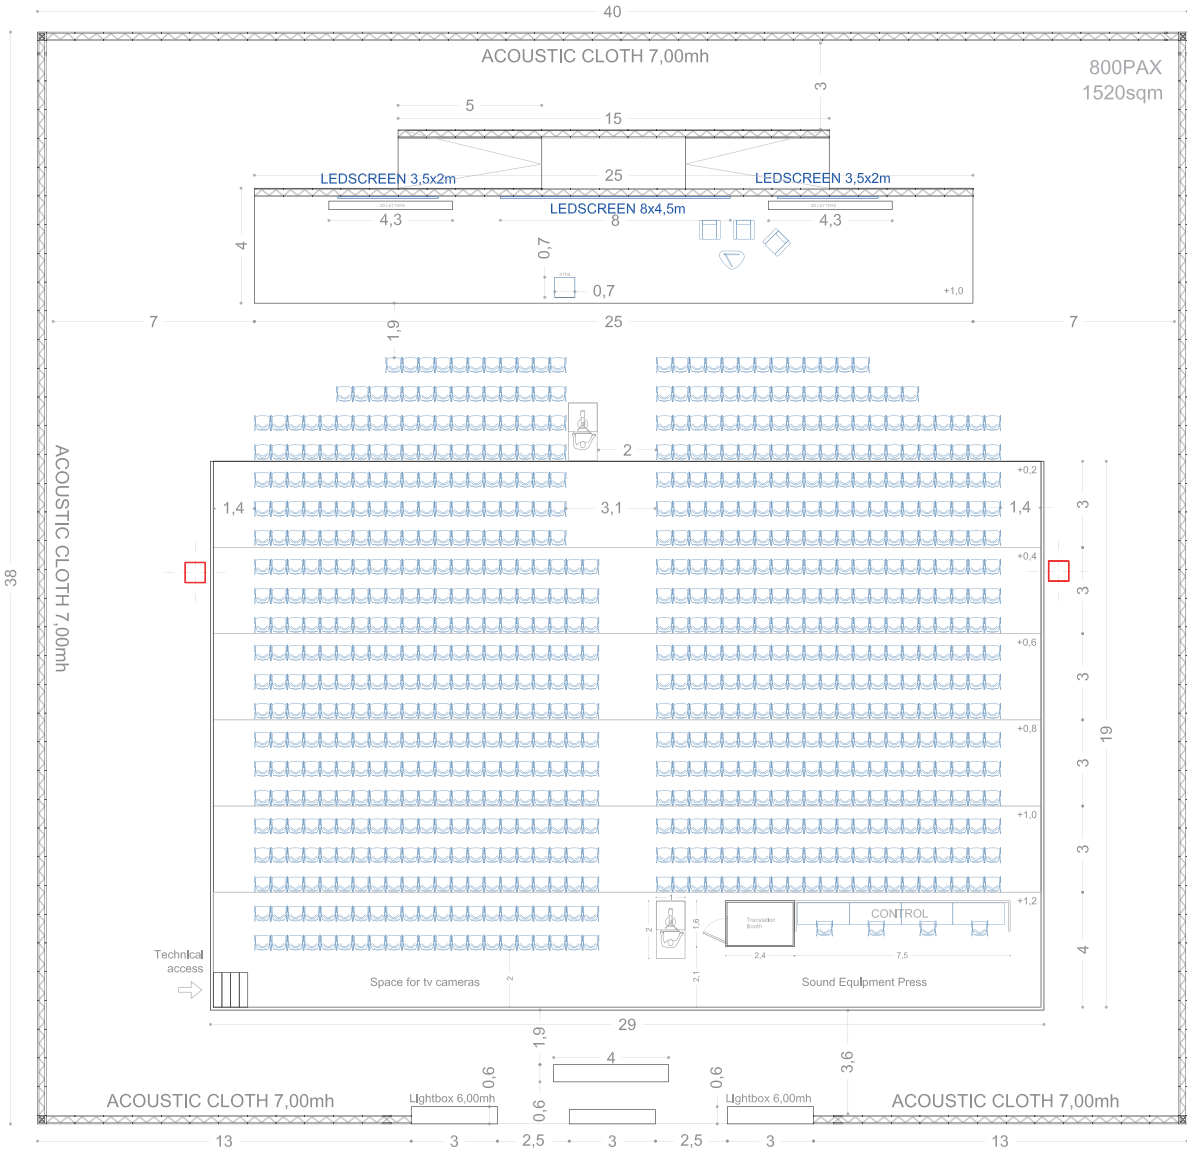 40
ACOUSTIC CLOTH 7,00mh
800PAX
1520sqm
3
5
15
LEDSCREEN 3,5x2m
25
LEDSCREEN 3,5x2m
3D LETTERS
LEDSCREEN 8x4,5m
3D LETTERS
4,3
8
4,3
4
0,7
ATRIL
0,7
+1,0
7
25
7
1,9
2
ACOUSTIC CLOTH 7,00mh
+0,2
1,4
3,1
1,4
3
+0,4
38
3
+0,6
3
+0,8
19
3
+1,0
3
+1,2
1
2
1,6
Translation
Booth
CONTROL
4
2,4
7,5
Technical
access
2
2,1
Space for tv cameras
Sound Equipment Press
29
1,9
3,6
4
0,6
0,6
0,6
ACOUSTIC CLOTH 7,00mh
Lightbox 6,00mh
Lightbox 6,00mh
ACOUSTIC CLOTH 7,00mh
13
3
2,5
3
2,5
3
13